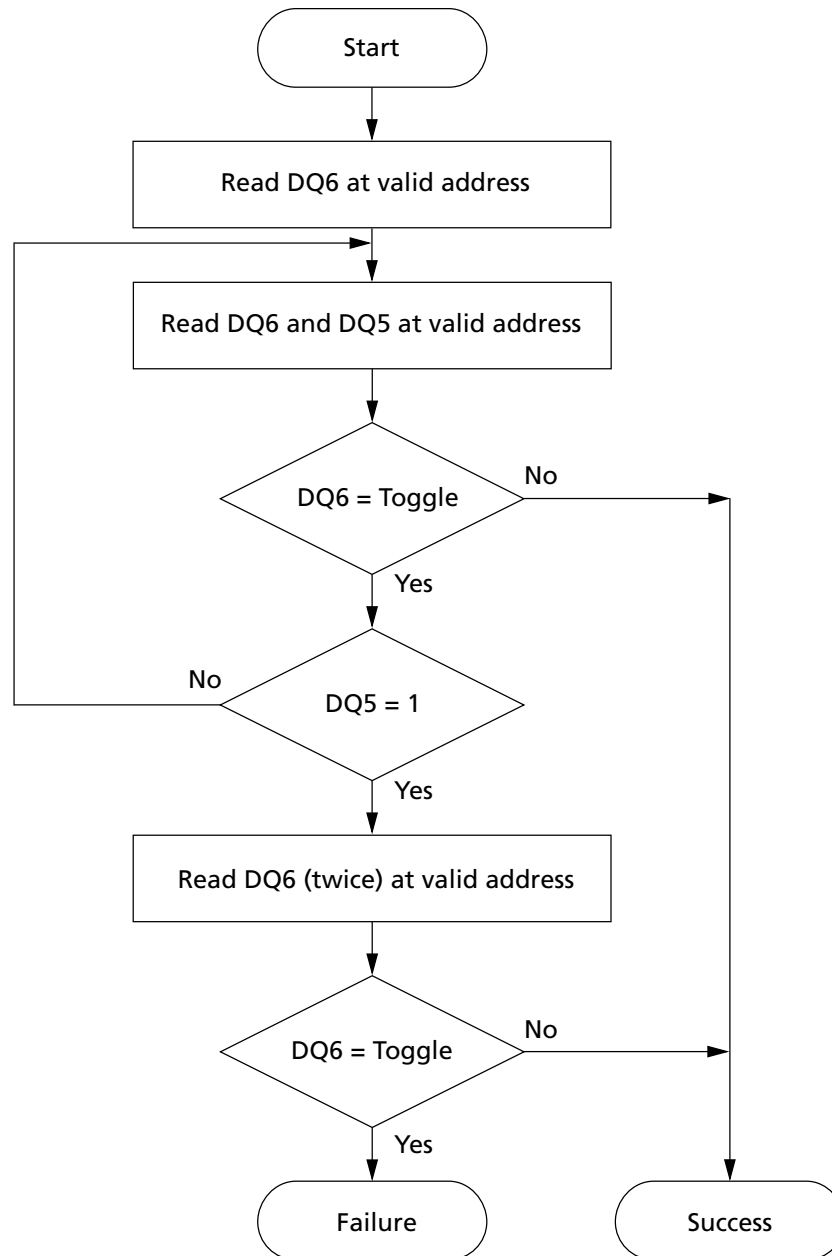 Start
Read DQ6 at valid address
Read DQ6 and DQ5 at valid address
DQ6 = Toggle
No
Yes
DQ5 = 1
No
Yes
Read DQ6 (twice) at valid address
DQ6 = Toggle
No
Yes
Failure
Success